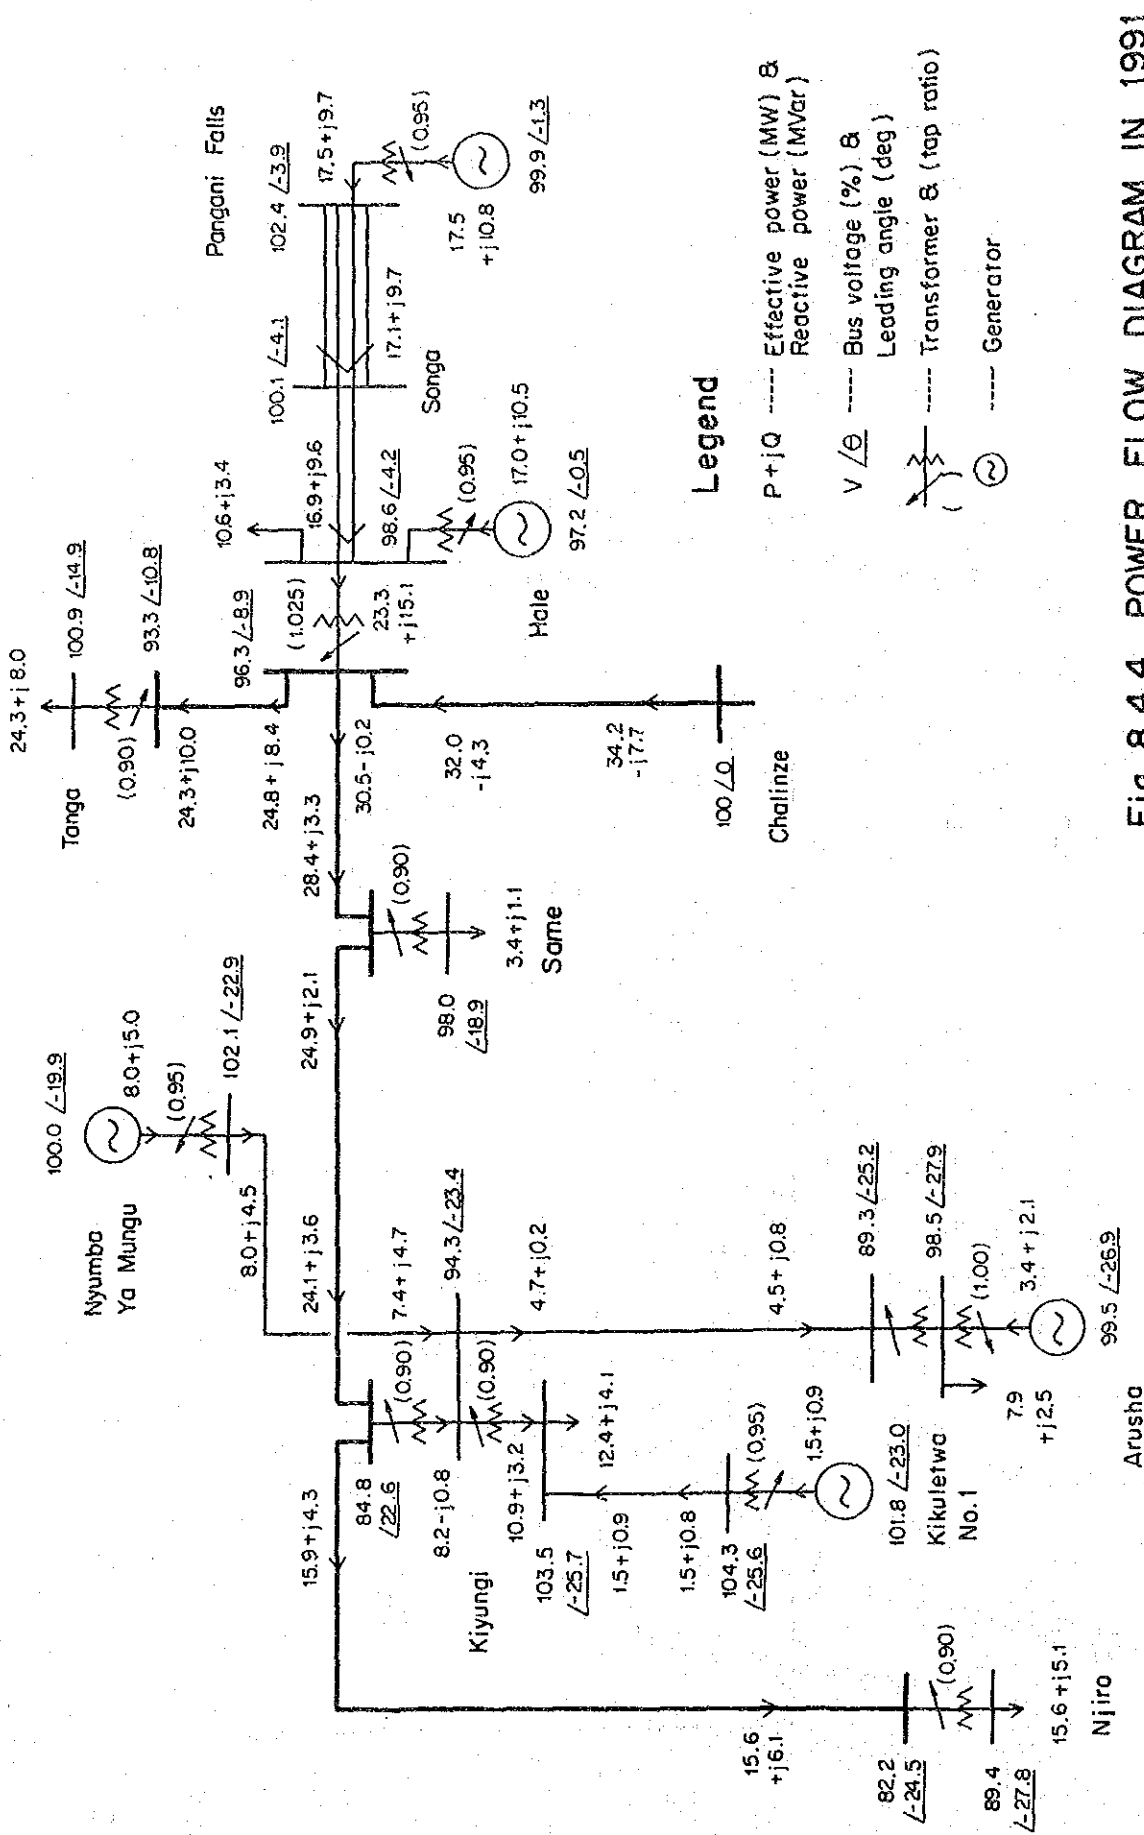 Pangani Falls
102.4 /-3.9
17.5+j9.7
(0.95)
17.5
+j10.8
99.9 /-1.3
100.1 /-4.1
17.1+j9.7
Songa
10.6+j3.4
16.9+j9.6
98.6 /-4.2
(0.95)
17.0+j10.5
97.2 /-0.5
Hale
(1.025)
23.3
+j15.1
96.3 /-8.9
24.3+j8.0
100.9 /-14.9
Tanga
(0.90)
93.3 /-10.8
24.3+j10.0
24.8+j8.4
30.5-j0.2
32.0
-j4.3
34.2
-j7.7
100 /0
Chalinze
28.4+j3.3
(0.90)
3.4+j1.1
Same
98.0
/-18.9
24.9+j2.1
100.0 /-19.9
8.0+j5.0
(0.95)
102.1 /-22.9
Nyumba
Ya Mungu
8.0+j4.5
24.1+j3.6
7.4+j4.7
94.3 /-23.4
4.7+j0.2
4.5+j0.8
89.3 /-25.2
98.5 /-27.9
(1.00)
3.4+j2.1
99.5 /-26.9
7.9
+j2.5
Arusha
Kikuletwa
No.1
101.8 /-23.0
1.5+j0.9
(0.95)
104.3
/-25.6
1.5+j0.8
1.5+j0.9
12.4+j4.1
103.5
/-25.7
10.9+j3.2
(0.90)
(0.90)
8.2-j0.8
84.8
/22.6
Kiyungi
15.9+j4.3
15.6
+j6.1
82.2
/-24.5
(0.90)
89.4
/-27.8
15.6+j5.1
Njiro
Legend
P+jQ ----- Effective power (MW) &
Reactive power (MVar)
V /θ ----- Bus voltage (%) &
Leading angle (deg)
( ) ----- Transformer & (tap ratio)
~ ---- Generator
Fig. 8.4.4 POWER FLOW DIAGRAM IN 1991